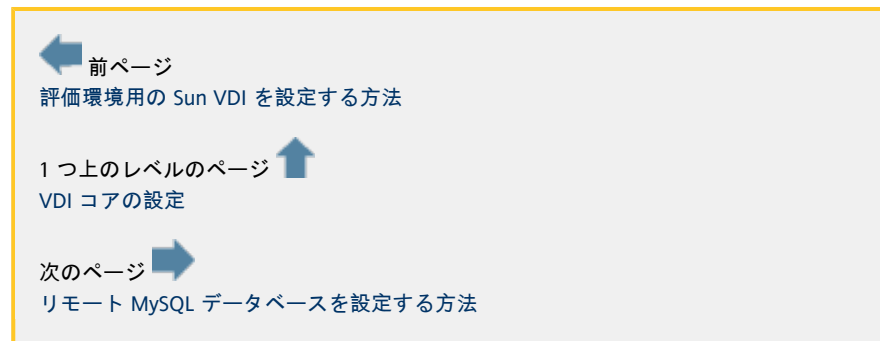 前ページ
評価環境用の Sun VDI を設定する方法
1 つ上のレベルのページ
VDI コアの設定
次のページ
リモート MySQL データベースを設定する方法